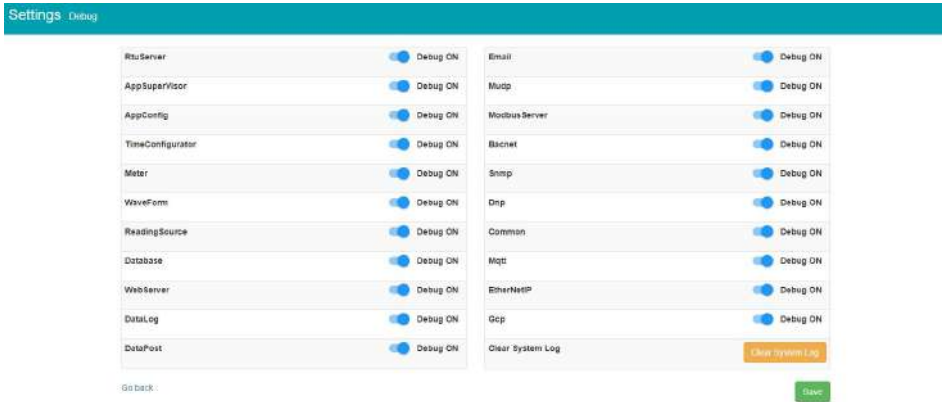 Settings Debug
RtuServer Debug ON
AppSuperVisor Debug ON
AppConfig Debug ON
TimeConfigurator Debug ON
Meter Debug ON
WaveForm Debug ON
ReadingSource Debug ON
Database Debug ON
WebServer Debug ON
DataLog Debug ON
DataPost Debug ON
Email Debug ON
Mudp Debug ON
ModbusServer Debug ON
Bacnet Debug ON
Snmp Debug ON
Dnp Debug ON
Common Debug ON
Mqtt Debug ON
EtherNetIP Debug ON
Gcp Debug ON
Clear System Log Clear System Log
Go back
Save